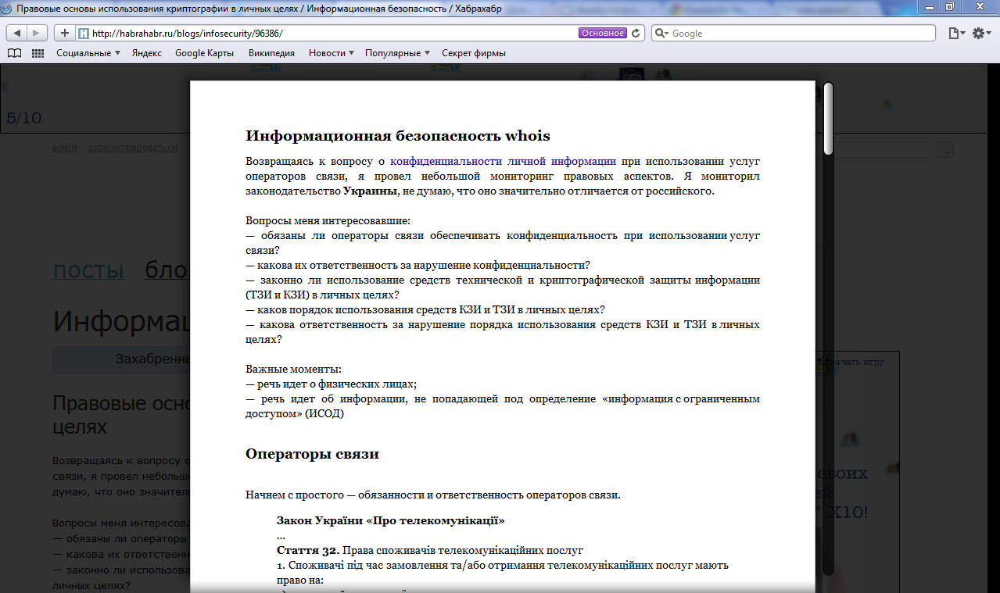 Правовые основы использования криптографии в личных целях / Информационная безопасность / Хабрахабр
http://habrahabr.ru/blogs/infosecurity/96386/
Основное
Google
Социальные
Яндекс
Google Карты
Википедия
Новости
Популярные
Секрет фирмы
5/10
войти зарегистрироваться
Информационная безопасность whois
Возвращаясь к вопросу о конфиденциальности личной информации при использовании услуг
операторов связи, я провел небольшой мониторинг правовых аспектов. Я мониторил
законодательство Украины, не думаю, что оно значительно отличается от российского.
Вопросы меня интересовавшие:
— обязаны ли операторы связи обеспечивать конфиденциальность при использовании услуг
связи?
— какова их ответственность за нарушение конфиденциальности?
— законно ли использование средств технической и криптографической защиты информации
(ТЗИ и КЗИ) в личных целях?
— каков порядок использования средств КЗИ и ТЗИ в личных целях?
— какова ответственность за нарушение порядка использования средств КЗИ и ТЗИ в личных
целях?
Важные моменты:
— речь идет о физических лицах;
— речь идет об информации, не попадающей под определение «информация с ограниченным
доступом» (ИСОД)
Операторы связи
Начнем с простого — обязанности и ответственность операторов связи.
Закон України «Про телекомунікації»
...
Стаття 32. Права споживачів телекомунікаційних послуг
1. Споживачі під час замовлення та/або отримання телекомунікаційних послуг мають
право на:
посты бло
Информац
Захабренны
Правовые осно
целях
Возвращаясь к вопросу о
связи, я провел небольшо
думаю, что оно значитель
Вопросы меня интересова
— обязаны ли операторы
— какова их ответственн
— законно ли использова
личных целях?
качать игру
своих
ей
X10!